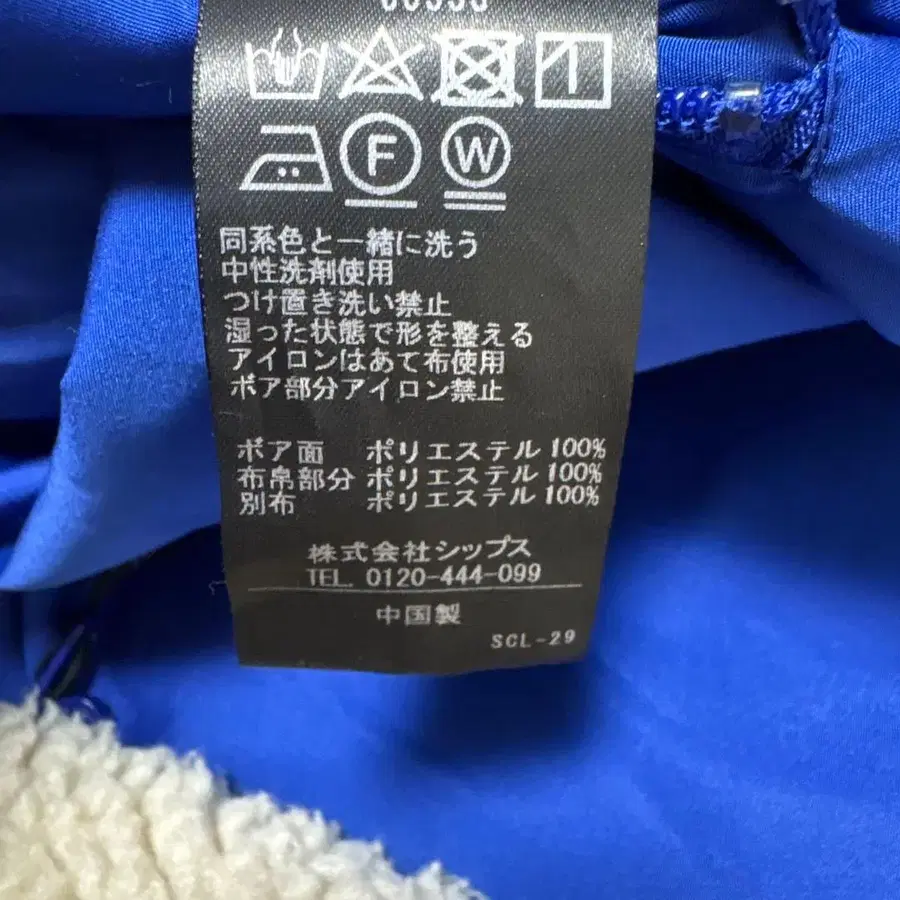 F W
同系色と一緒に洗う
中性洗剤使用
つけ置き洗い禁止
湿った状態で形を整える
アイロンはあて布使用
ボア部分アイロン禁止
ボア面 ポリエステル 100%
布帛部分 ポリエステル 100%
別布 ポリエステル 100%
株式会社シップス
TEL. 0120-444-099
中国製
SCL-29